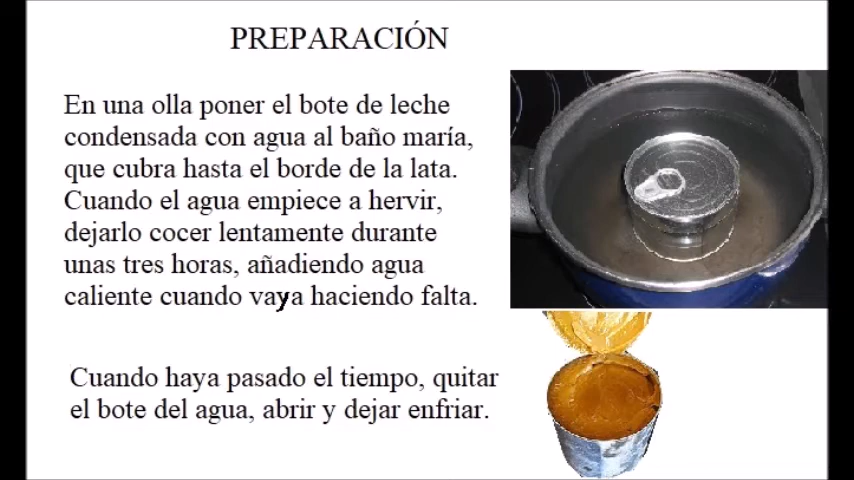 PREPARACIÓN
En una olla poner el bote de leche
condensada con agua al baño maría,
que cubra hasta el borde de la lata.
Cuando el agua empiece a hervir,
dejarlo cocer lentamente durante
unas tres horas, añadiendo agua
caliente cuando vaya haciendo falta.
Cuando haya pasado el tiempo, quitar
el bote del agua, abrir y dejar enfriar.